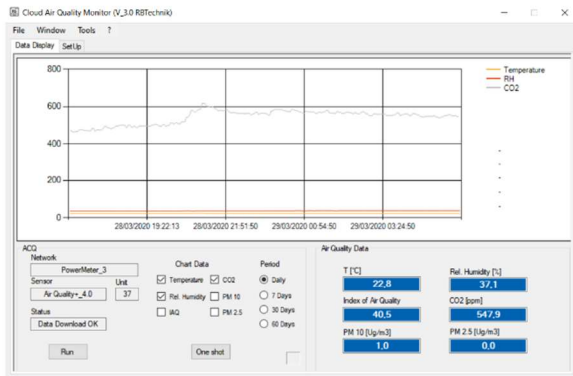 Cloud Air Quality Monitor (V_3.0 RBTechnik)
File Window Tools ?
Data Display SetUp
800
600
400
200
0
28/03/2020 19:22:13 28/03/2020 21:51:50 29/03/2020 00:54:50 29/03/2020 03:24:50
Temperature
RH
CO2
ACQ
Network
PowerMeter_3
Sensor Unit
Air Quality+_4.0 37
Status
Data Download OK
Run
Chart Data
Temperature CO2
Rel. Humidity PM 10
IAQ PM 2.5
One shot
Period
Daily
7 Days
30 Days
60 Days
Air Quality Data
T [°C] Rel. Humidity [%]
22,8 37,1
Index of Air Quality CO2 [ppm]
40,5 547,9
PM 10 [Ug/m3] PM 2.5 [Ug/m3]
1,0 0,0